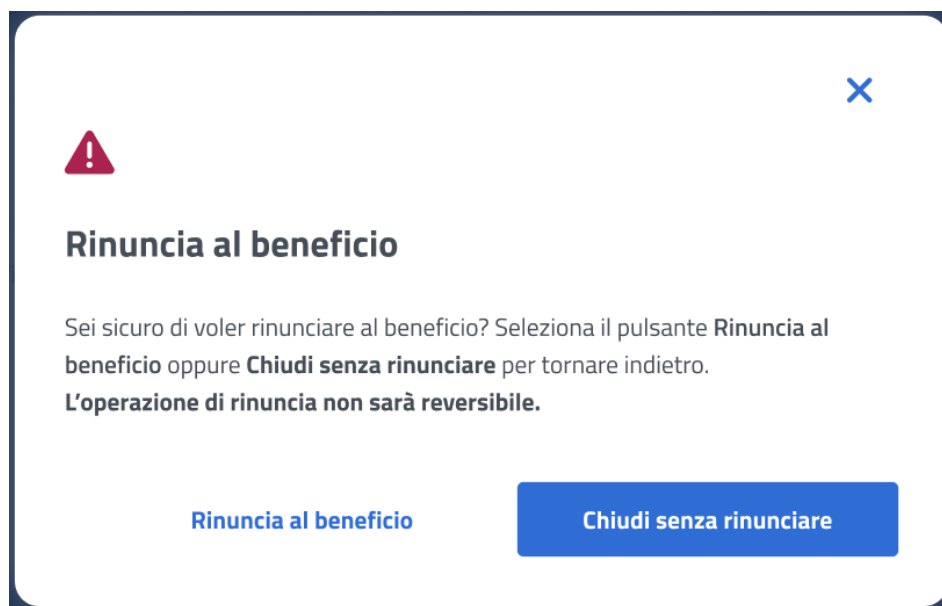 Rinuncia al beneficio
Sei sicuro di voler rinunciare al beneficio? Seleziona il pulsante Rinuncia al
beneficio oppure Chiudi senza rinunciare per tornare indietro.
L’operazione di rinuncia non sarà reversibile.
Rinuncia al beneficio
Chiudi senza rinunciare